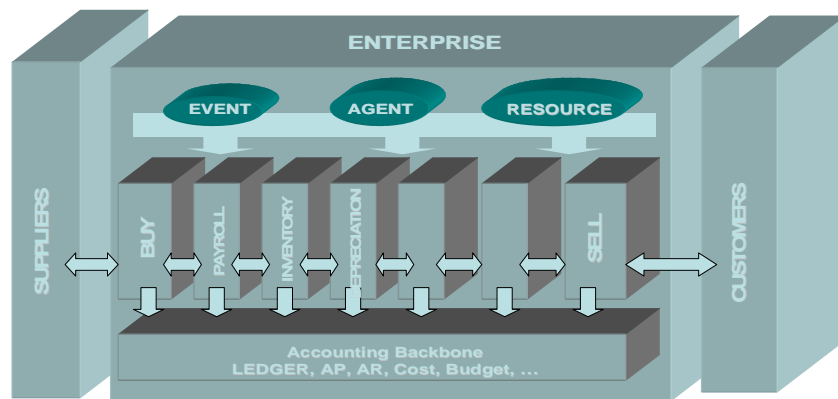 ENTERPRISE
EVENT
AGENT
RESOURCE
SUPPLIERS
BUY
PAYROLL
INVENTORY
EPRECIATION
SELL
CUSTOMERS
Accounting Backbone
LEDGER, AP, AR, Cost, Budget, ...